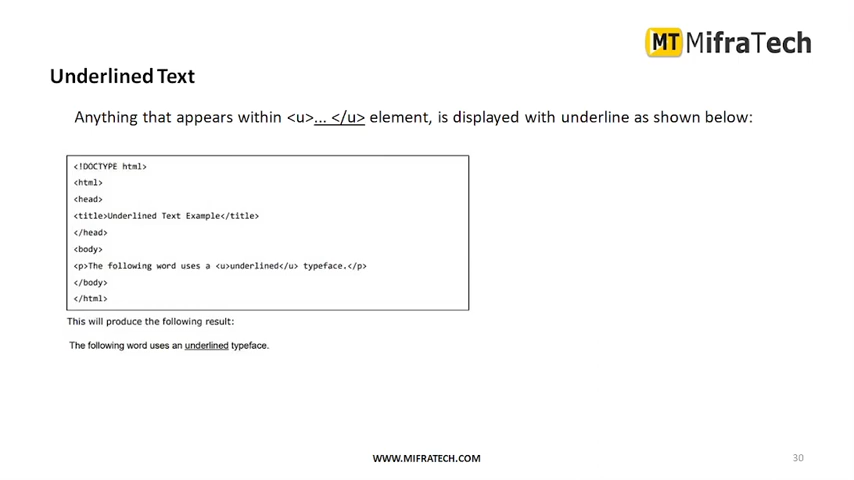 MT MifraTech
Underlined Text
Anything that appears within <u>... </u> element, is displayed with underline as shown below:
<!DOCTYPE html>
<html>
<head>
<title>Underlined Text Example</title>
</head>
<body>
<p>The following word uses a <u>underlined</u> typeface.</p>
</body>
</html>
This will produce the following result:
The following word uses an underlined typeface.
WWW.MIFRATECH.COM
30